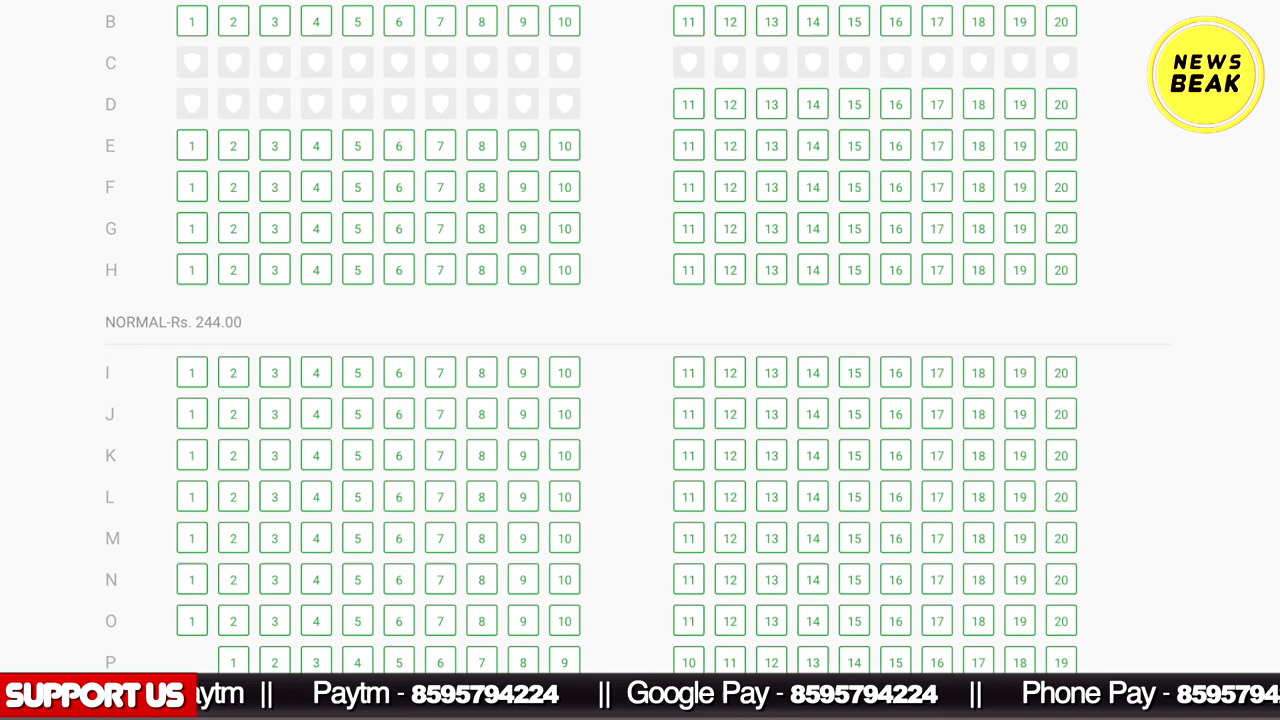 B 1 2 3 4 5 6 7 8 9 10 11 12 13 14 15 16 17 18 19 20
C
D 11 12 13 14 15 16 17 18 19 20
E 1 2 3 4 5 6 7 8 9 10 11 12 13 14 15 16 17 18 19 20
F 1 2 3 4 5 6 7 8 9 10 11 12 13 14 15 16 17 18 19 20
G 1 2 3 4 5 6 7 8 9 10 11 12 13 14 15 16 17 18 19 20
H 1 2 3 4 5 6 7 8 9 10 11 12 13 14 15 16 17 18 19 20
NORMAL-Rs. 244.00
I 1 2 3 4 5 6 7 8 9 10 11 12 13 14 15 16 17 18 19 20
J 1 2 3 4 5 6 7 8 9 10 11 12 13 14 15 16 17 18 19 20
K 1 2 3 4 5 6 7 8 9 10 11 12 13 14 15 16 17 18 19 20
L 1 2 3 4 5 6 7 8 9 10 11 12 13 14 15 16 17 18 19 20
M 1 2 3 4 5 6 7 8 9 10 11 12 13 14 15 16 17 18 19 20
N 1 2 3 4 5 6 7 8 9 10 11 12 13 14 15 16 17 18 19 20
O 1 2 3 4 5 6 7 8 9 10 11 12 13 14 15 16 17 18 19 20
P 1 2 3 4 5 6 7 8 9 10 11 12 13 14 15 16 17 18 19
NEWS
BEAK
SUPPORT US aytm || Paytm - 8595794224 || Google Pay - 8595794224 || Phone Pay - 8595794